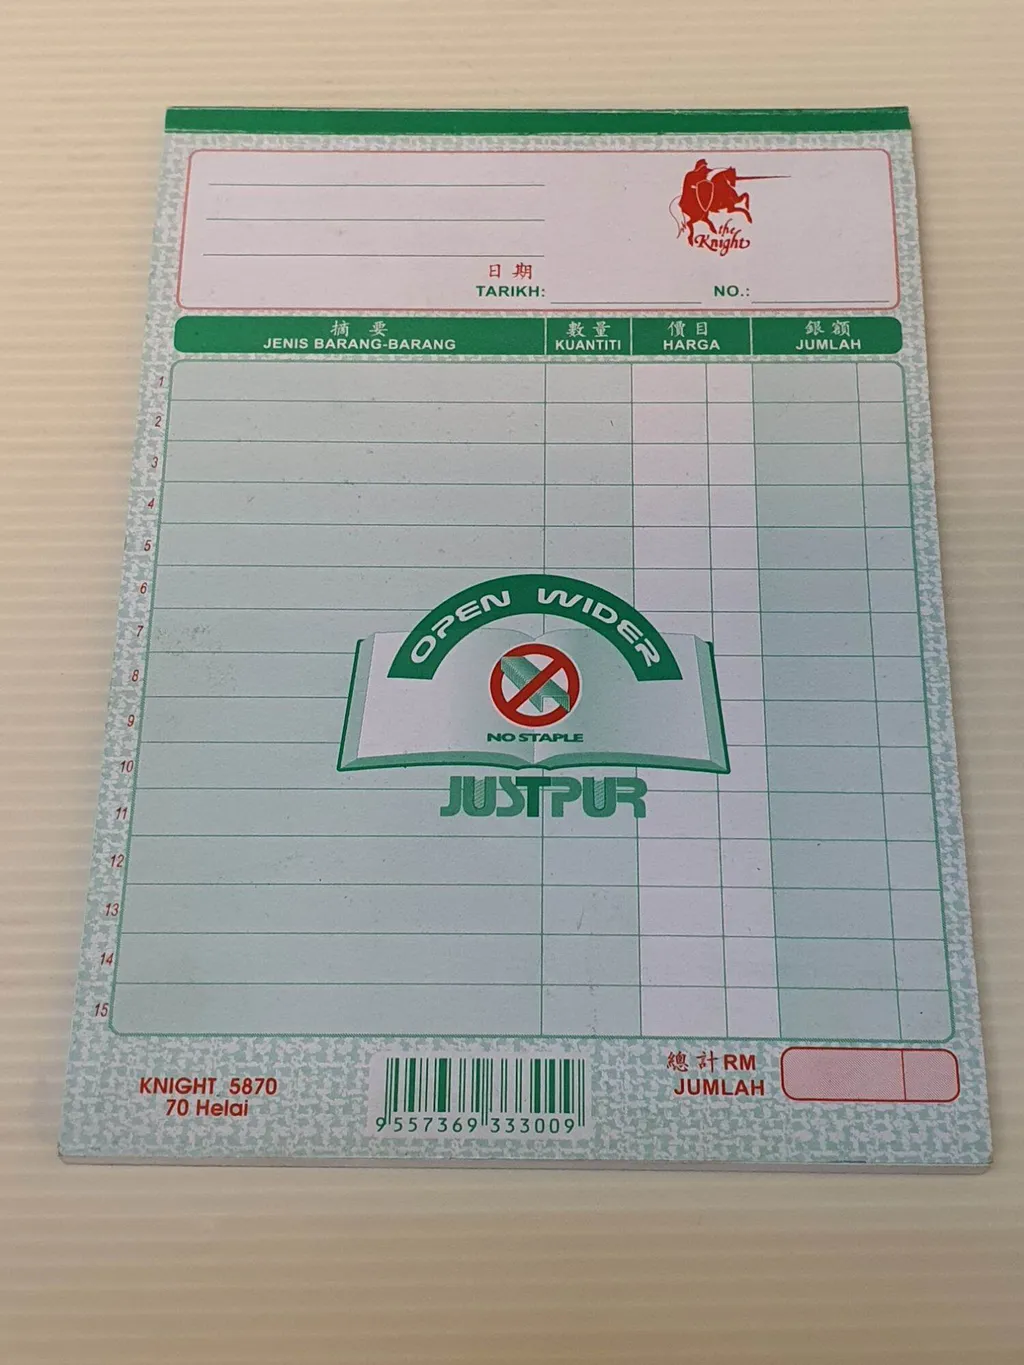 the
Knight
日期
TARIKH: NO.:
摘要 數量 價目 銀額
JENIS BARANG-BARANG KUANTITI HARGA JUMLAH
1
2
3
4
5
6
7
8
9
10
11
12
13
14
15
OPEN WIDER
NO STAPLE
JUSTPUR
總計 RM
JUMLAH
KNIGHT 5870
70 Helai
9 557369 333009